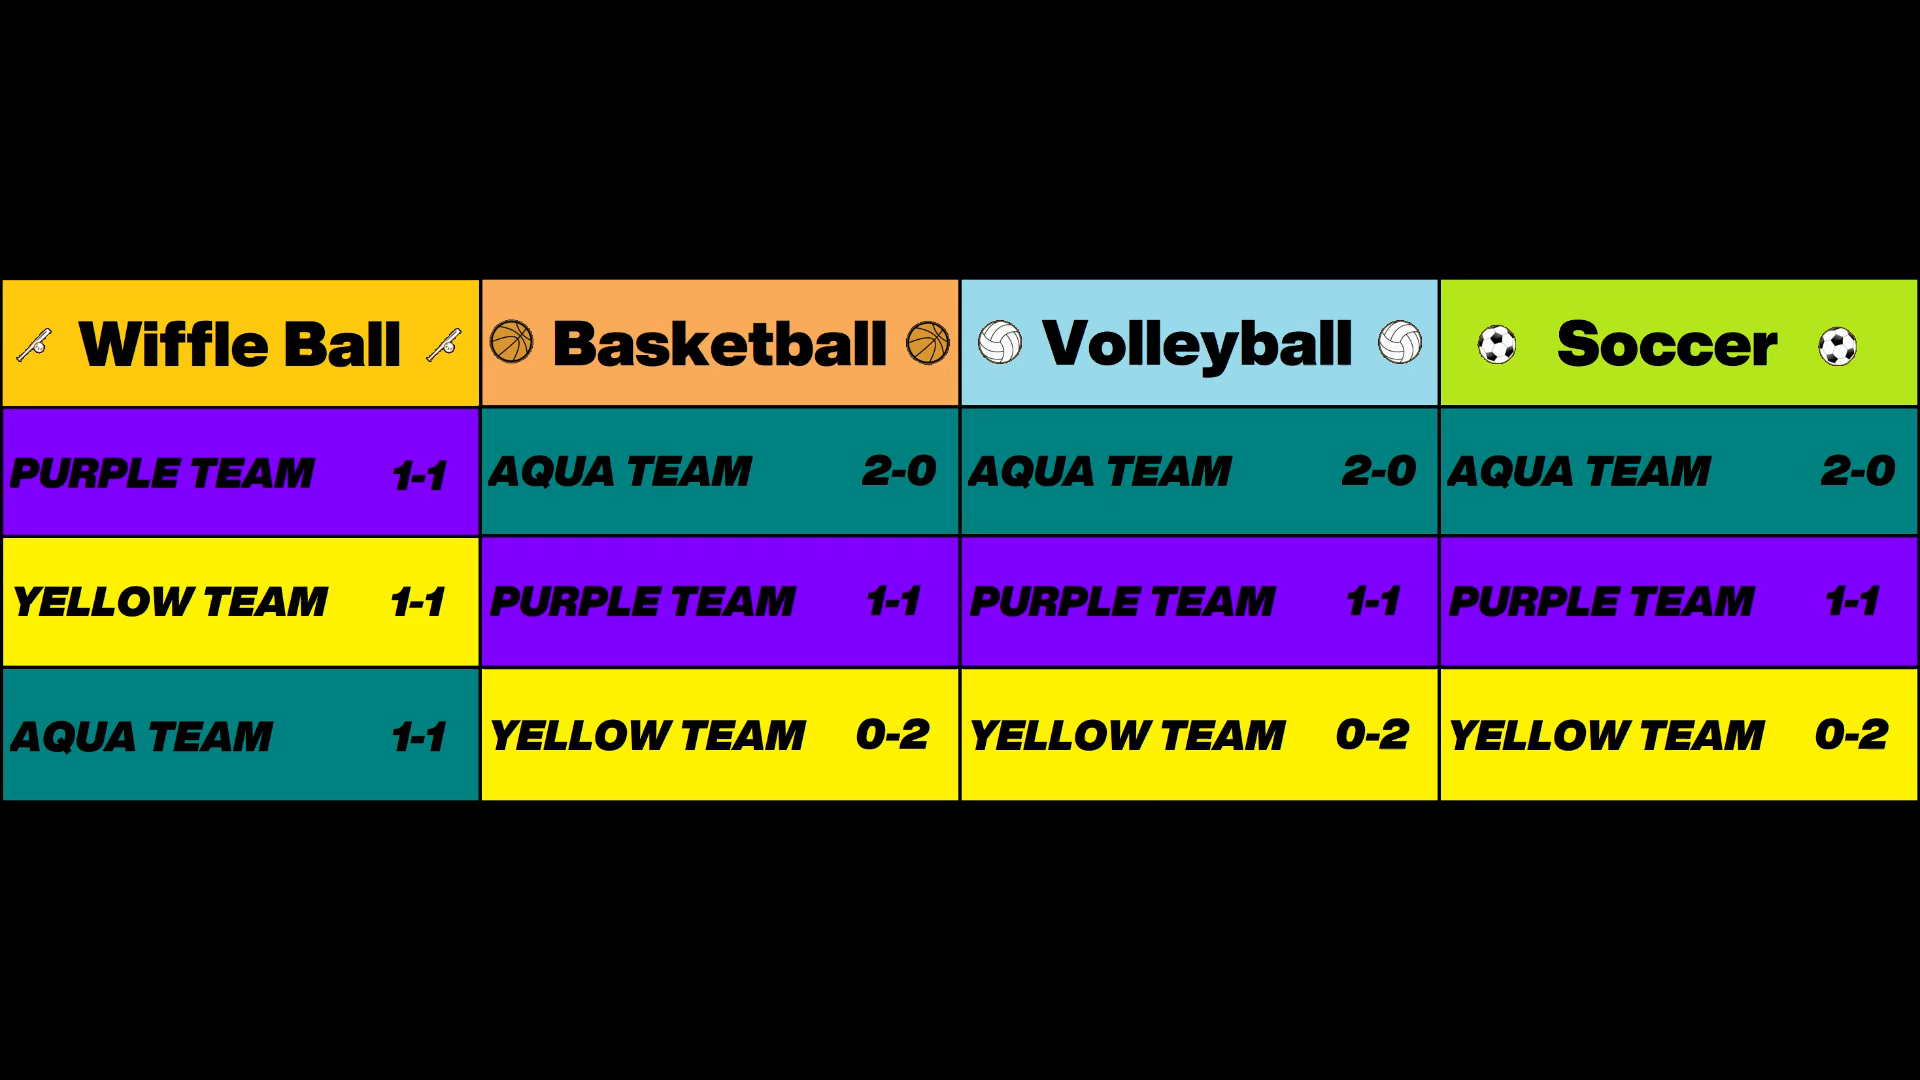 Wiffle Ball Basketball Volleyball Soccer
PURPLE TEAM 1-1 AQUA TEAM 2-0 AQUA TEAM 2-0 AQUA TEAM 2-0
YELLOW TEAM 1-1 PURPLE TEAM 1-1 PURPLE TEAM 1-1 PURPLE TEAM 1-1
AQUA TEAM 1-1 YELLOW TEAM 0-2 YELLOW TEAM 0-2 YELLOW TEAM 0-2